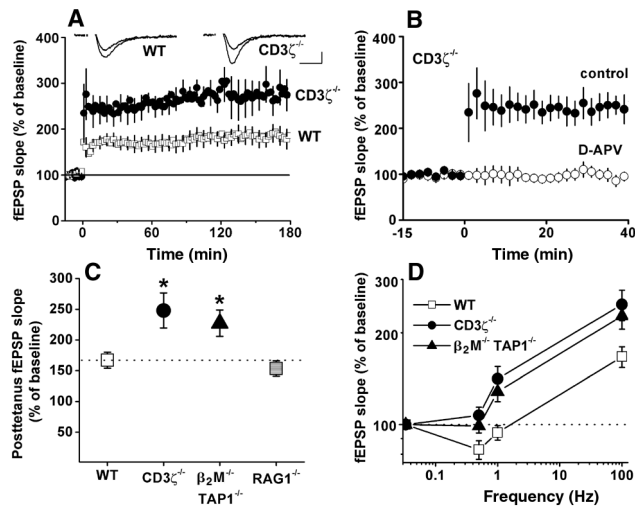 A
WT
CD3ζ⁻/⁻
fEPSP slope (% of baseline)
400
300
200
100
CD3ζ⁻/⁻
WT
0
60
120
180
Time (min)
B
CD3ζ⁻/⁻
fEPSP slope (% of baseline)
400
300
200
100
0
control
D-APV
-15
0
20
40
Time (min)
C
Posttetanus fEPSP slope
(% of baseline)
300
250
200
150
100
50
* *
WT
CD3ζ⁻/⁻
β₂M⁻/⁻
TAP1⁻/⁻
RAG1⁻/⁻
D
WT
CD3ζ⁻/⁻
β₂M⁻/⁻ TAP1⁻/⁻
fEPSP slope (% of baseline)
300
200
100
0.1
1
10
100
Frequency (Hz)